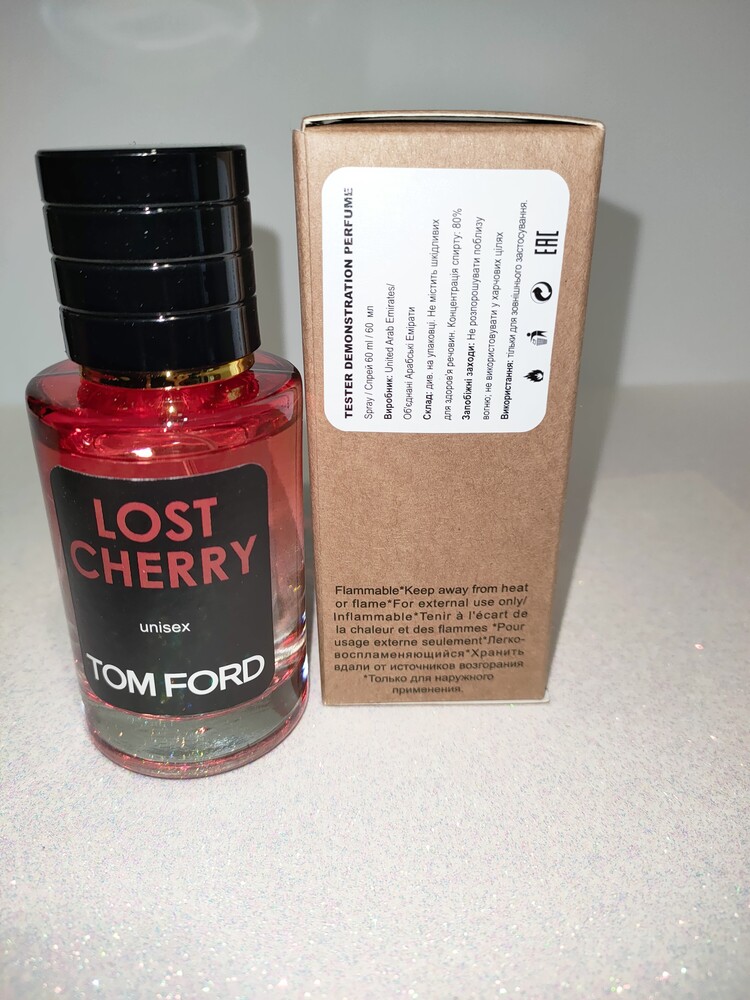 LOST
CHERRY
unisex
TOM FORD
TESTER DEMONSTRATION PERFUME
Spray / Спрей 60 ml / 60 мл
Виробник: United Arab Emirates/
Об'єднані Арабські Емірати
Склад: див. на упаковці. Не містить шкідливих
для здоров'я речовин. Концентрація спирту: 80%
Запобіжні заходи: Не розпорошувати поблизу
вогню; не використовувати у харчових цілях
Використання: тільки для зовнішнього застосування.
EAC
Flammable*Keep away from heat
or flame*For external use only/
Inflammable*Tenir à l'écart de
la chaleur et des flammes *Pour
usage externe seulement*Легко-
воспламеняющийся*Хранить
вдали от источников возгорания
*Только для наружного
применения.